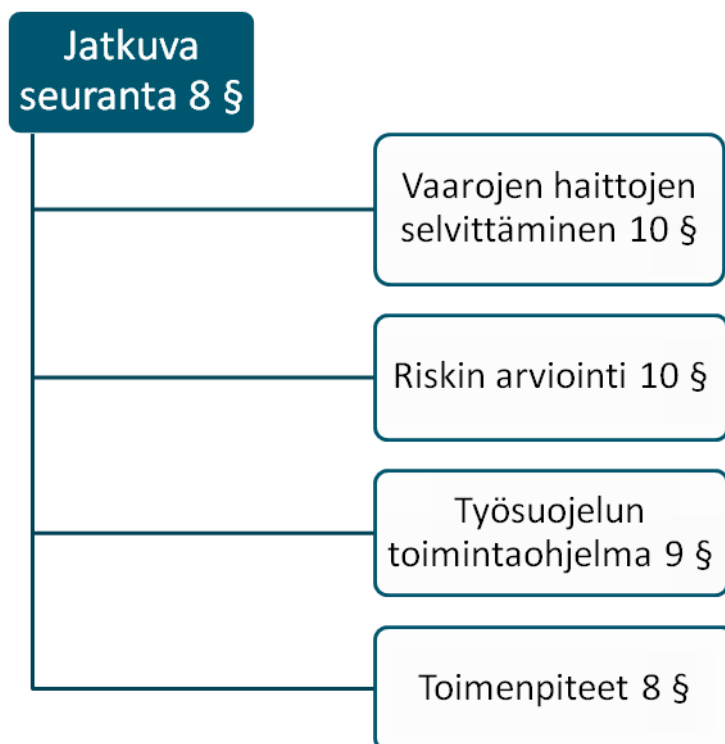 Jatkuva
seuranta 8 §
Vaarojen haittojen
selvittäminen 10 §
Riskin arviointi 10 §
Työsuojelun
toimintaohjelma 9 §
Toimenpiteet 8 §